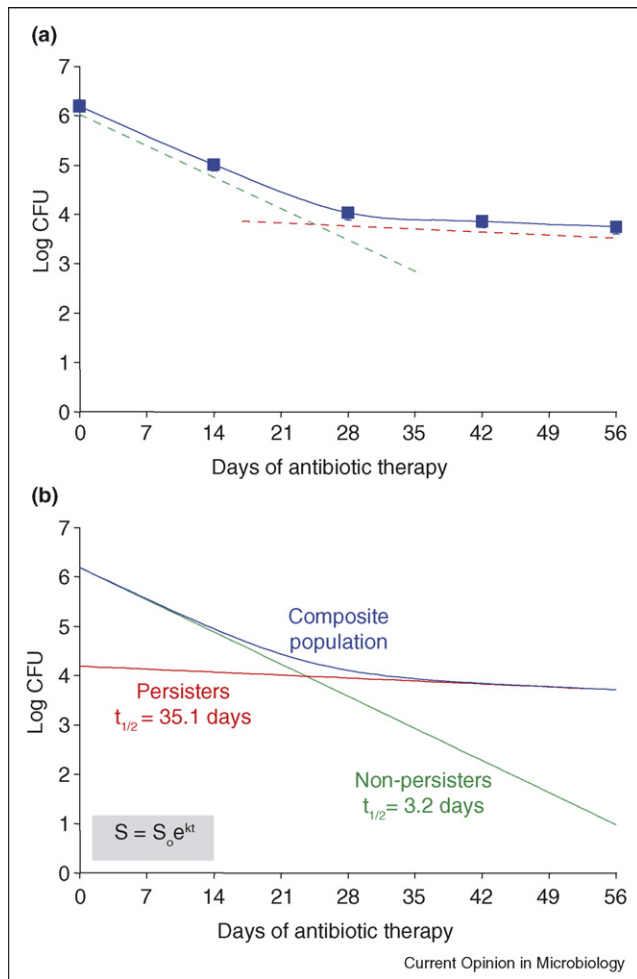 (a)
7
6
5
4
3
2
1
0
Log CFU
0 7 14 21 28 35 42 49 56
Days of antibiotic therapy
(b)
7
6
5
4
3
2
1
0
Log CFU
Composite
population
Persisters
t1/2 = 35.1 days
Non-persisters
t1/2 = 3.2 days
S = Soe^kt
0 7 14 21 28 35 42 49 56
Days of antibiotic therapy
Current Opinion in Microbiology